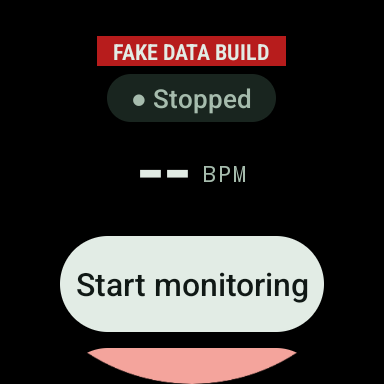 FAKE DATA BUILD
● Stopped
-- BPM
Start monitoring